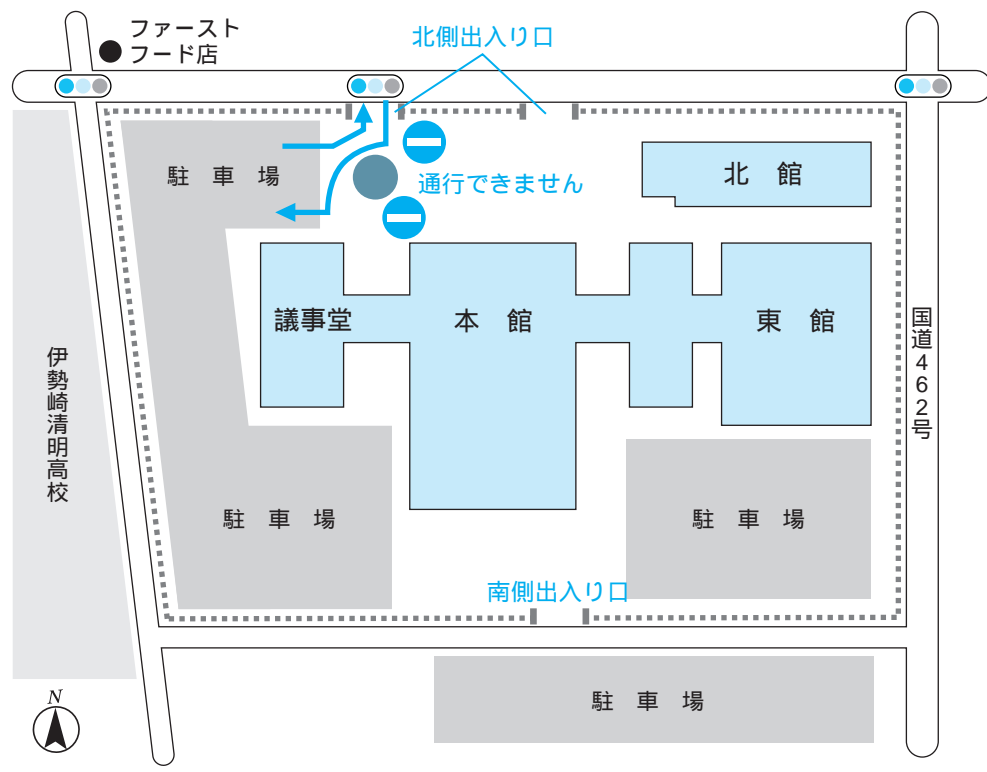 ファースト
フード店
北側出入り口
駐車場
通行できません
北館
議事堂
本館
東館
国道462号
伊勢崎清明高校
駐車場
駐車場
南側出入り口
駐車場
N